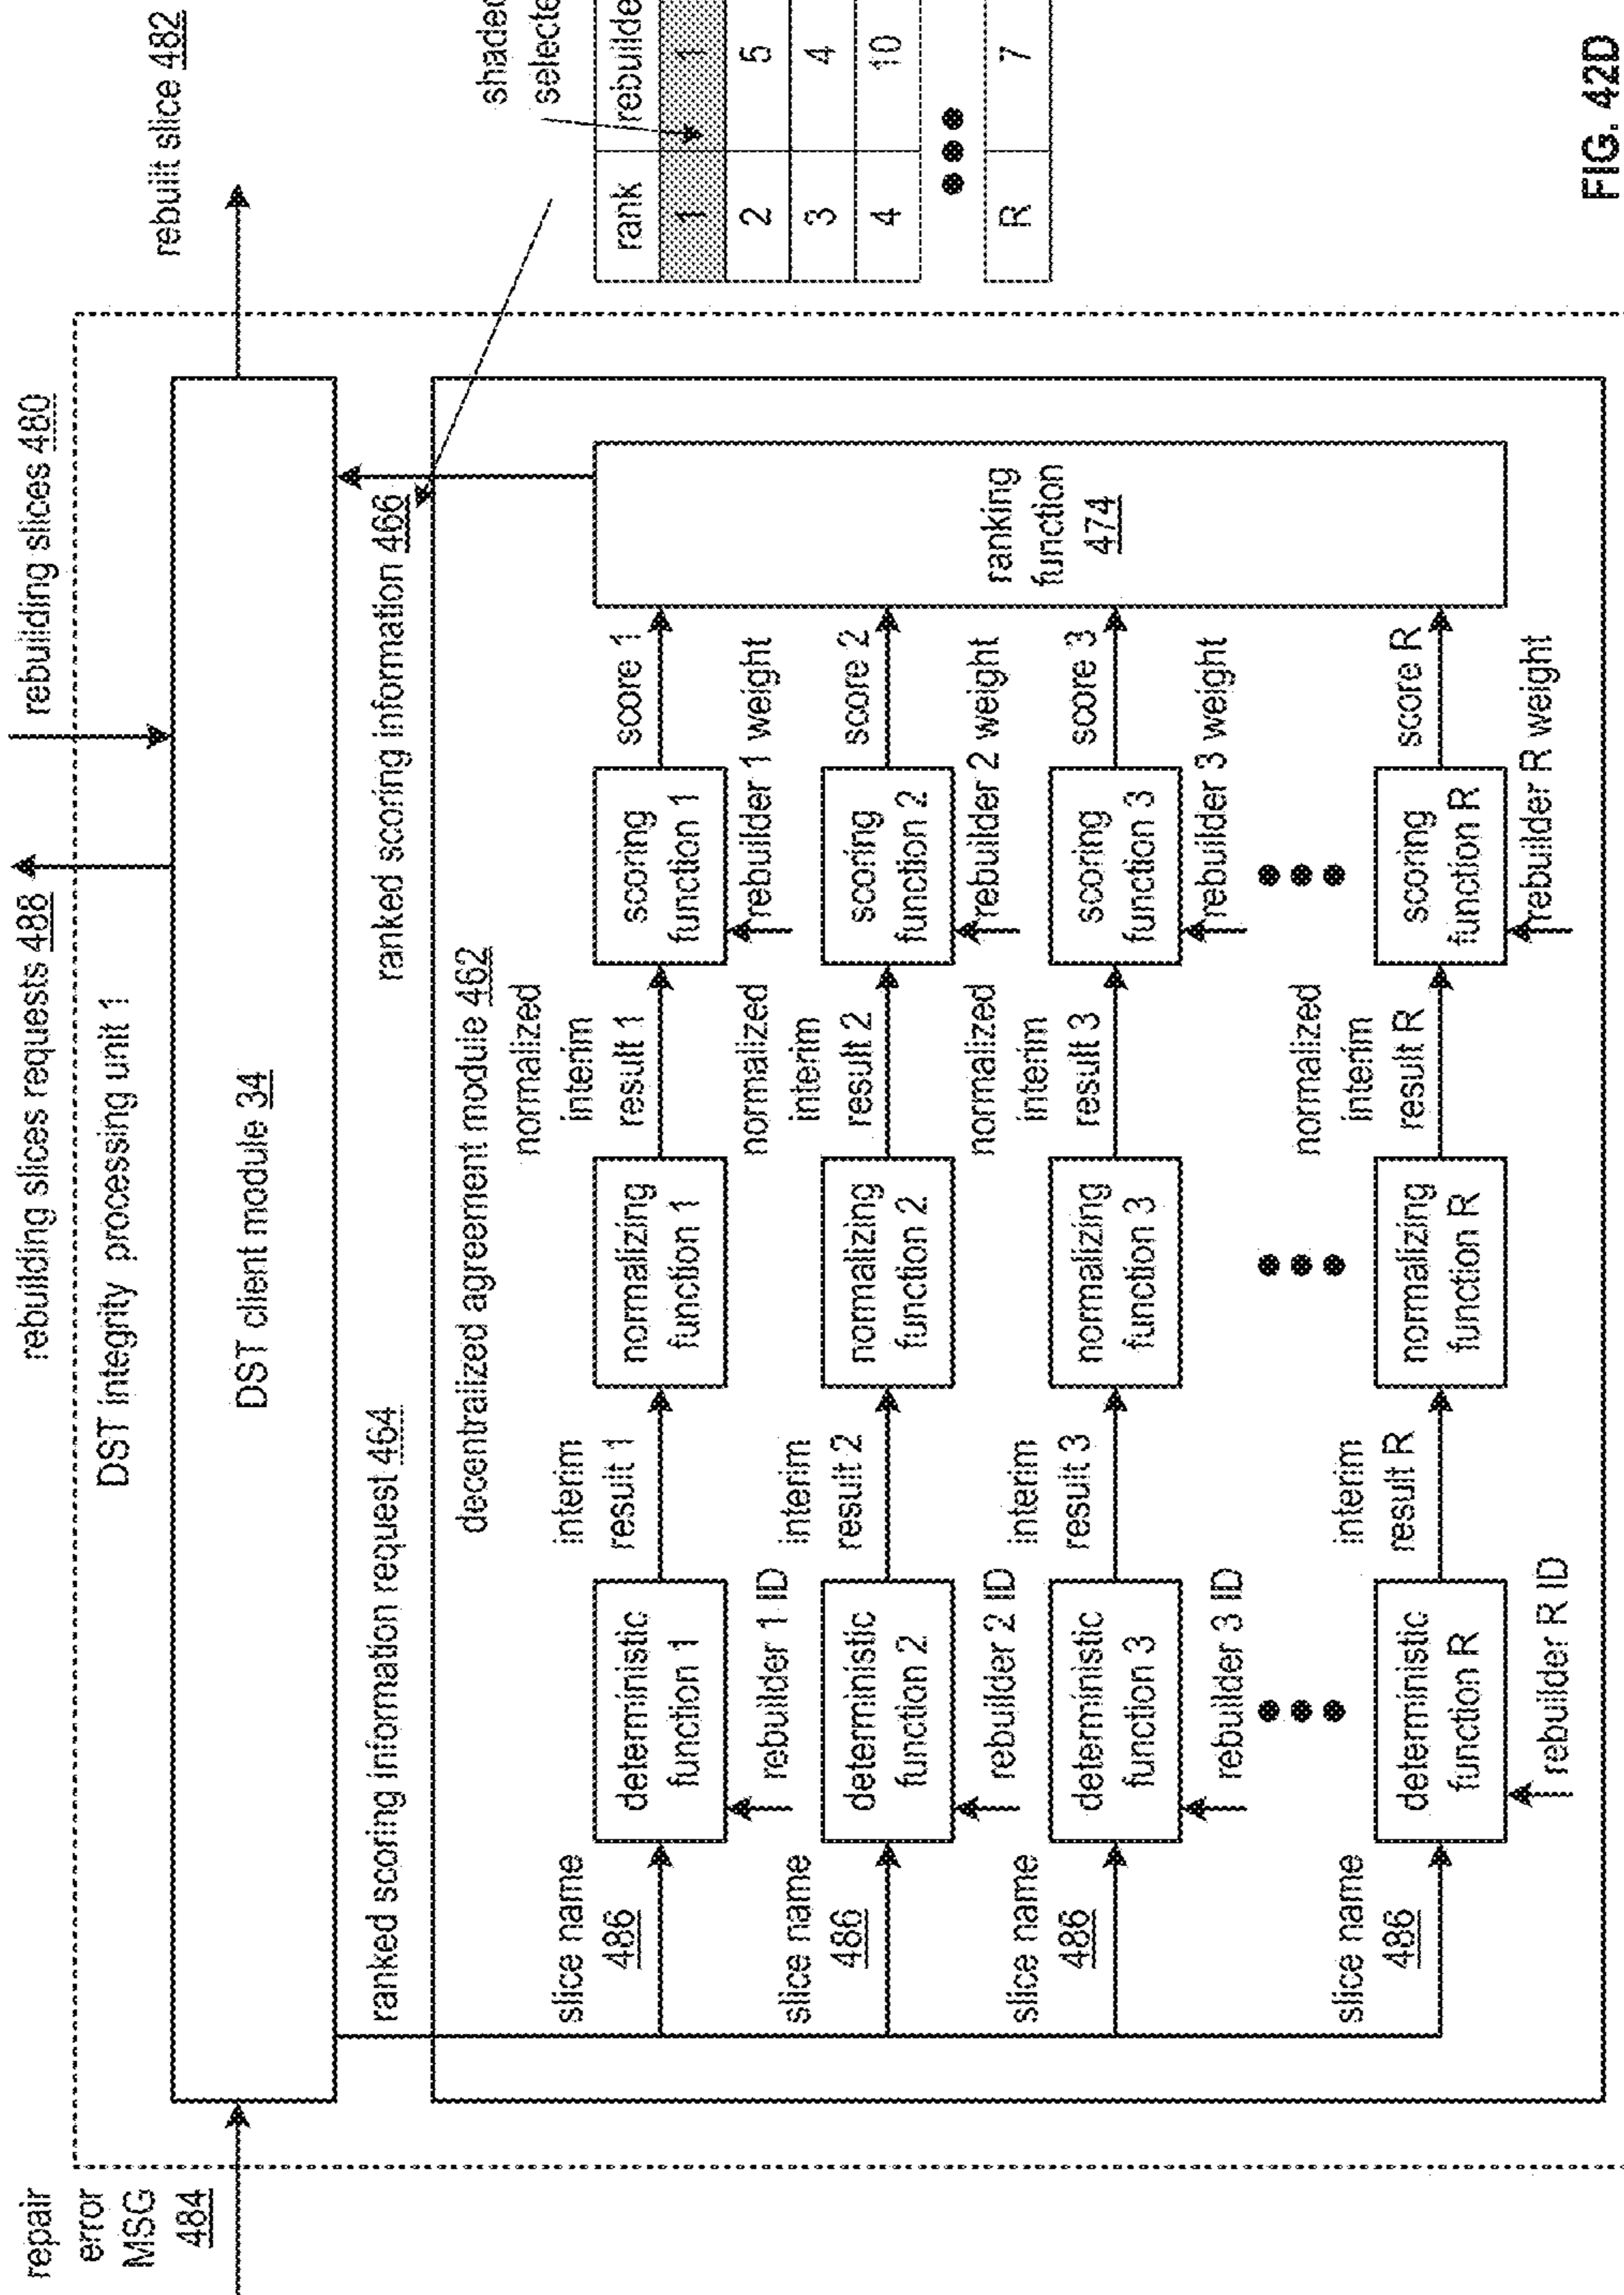 repair
error
MSG
484
rebuilding slices requests 488
rebuilding slices 480
DST integrity processing unit 1
DST client module 34
rebuilt slice 482
ranked scoring information request 464
ranked scoring information 466
decentralized agreement module 462
slice name
486
deterministic
function 1
rebuilder 1 ID
interim
result 1
normalizing
function 1
normalized
interim
result 1
scoring
function 1
rebuilder 1 weight
score 1
slice name
486
deterministic
function 2
rebuilder 2 ID
interim
result 2
normalizing
function 2
normalized
interim
result 2
scoring
function 2
rebuilder 2 weight
score 2
slice name
486
deterministic
function 3
rebuilder 3 ID
interim
result 3
normalizing
function 3
normalized
interim
result 3
scoring
function 3
rebuilder 3 weight
score 3
slice name
486
deterministic
function R
rebuilder R ID
interim
result R
normalizing
function R
normalized
interim
result R
scoring
function R
rebuilder R weight
score R
ranking
function
474
shaded
selecte
rank rebuilde
1 1
2 5
3 4
4 10
R 7
FIG. 42D